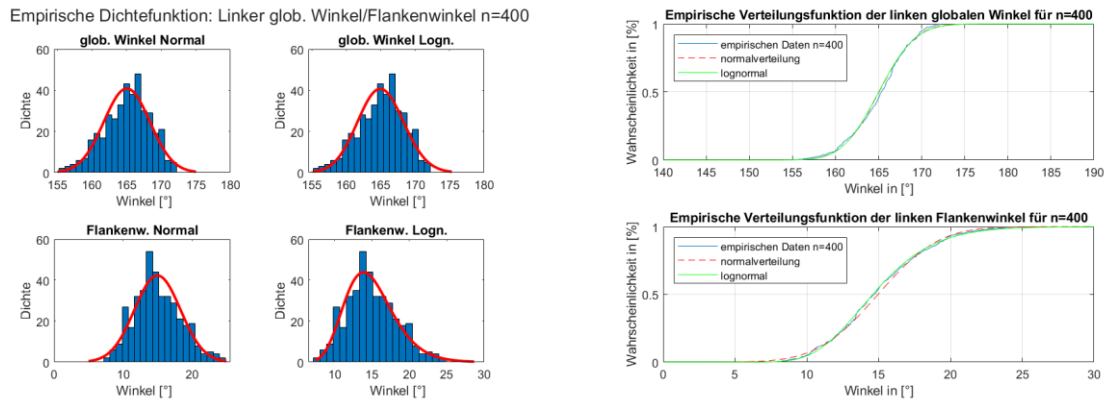 Empirische Dichtefunktion: Linker glob. Winkel/Flankenwinkel n=400
glob. Winkel Normal
Dichte
60
40
20
0
155 160 165 170 175 180
Winkel [°]
glob. Winkel Logn.
Dichte
60
40
20
0
155 160 165 170 175 180
Winkel [°]
Flankenw. Normal
Dichte
60
40
20
0
0 10 20
Winkel [°]
Flankenw. Logn.
Dichte
60
40
20
0
10 15 20 25 30
Winkel [°]
Empirische Verteilungsfunktion der linken globalen Winkel für n=400
Wahrscheinlichkeit in [%]
1
0.5
0
empirischen Daten n=400
normalverteilung
lognormal
140 145 150 155 160 165 170 175 180 185 190
Winkel in [°]
Empirische Verteilungsfunktion der linken Flankenwinkel für n=400
Wahrscheinlichkeit in [%]
1
0.5
0
empirischen Daten n=400
normalverteilung
lognormal
0 5 10 15 20 25 30
Winkel in [°]